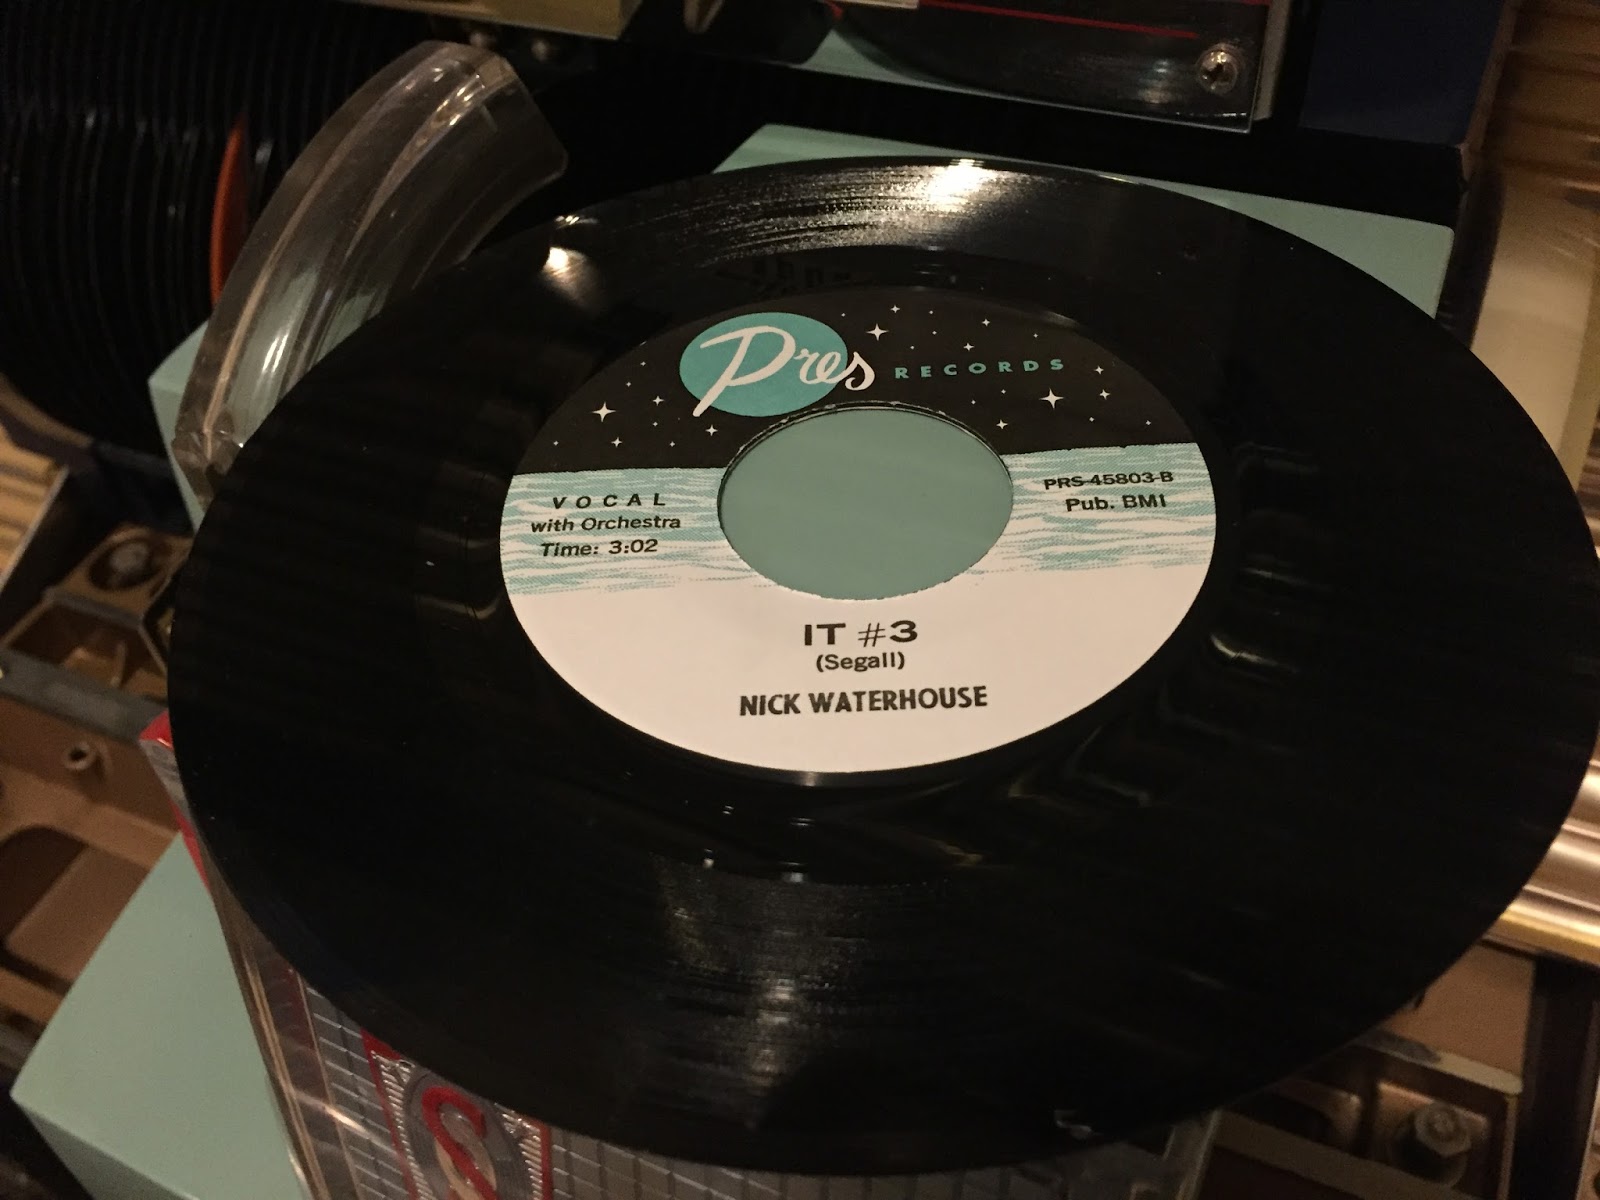 Pres RECORDS
VOCAL
with Orchestra
Time: 3:02
PRS-45803-B
Pub. BMI
IT #3
(Segall)
NICK WATERHOUSE